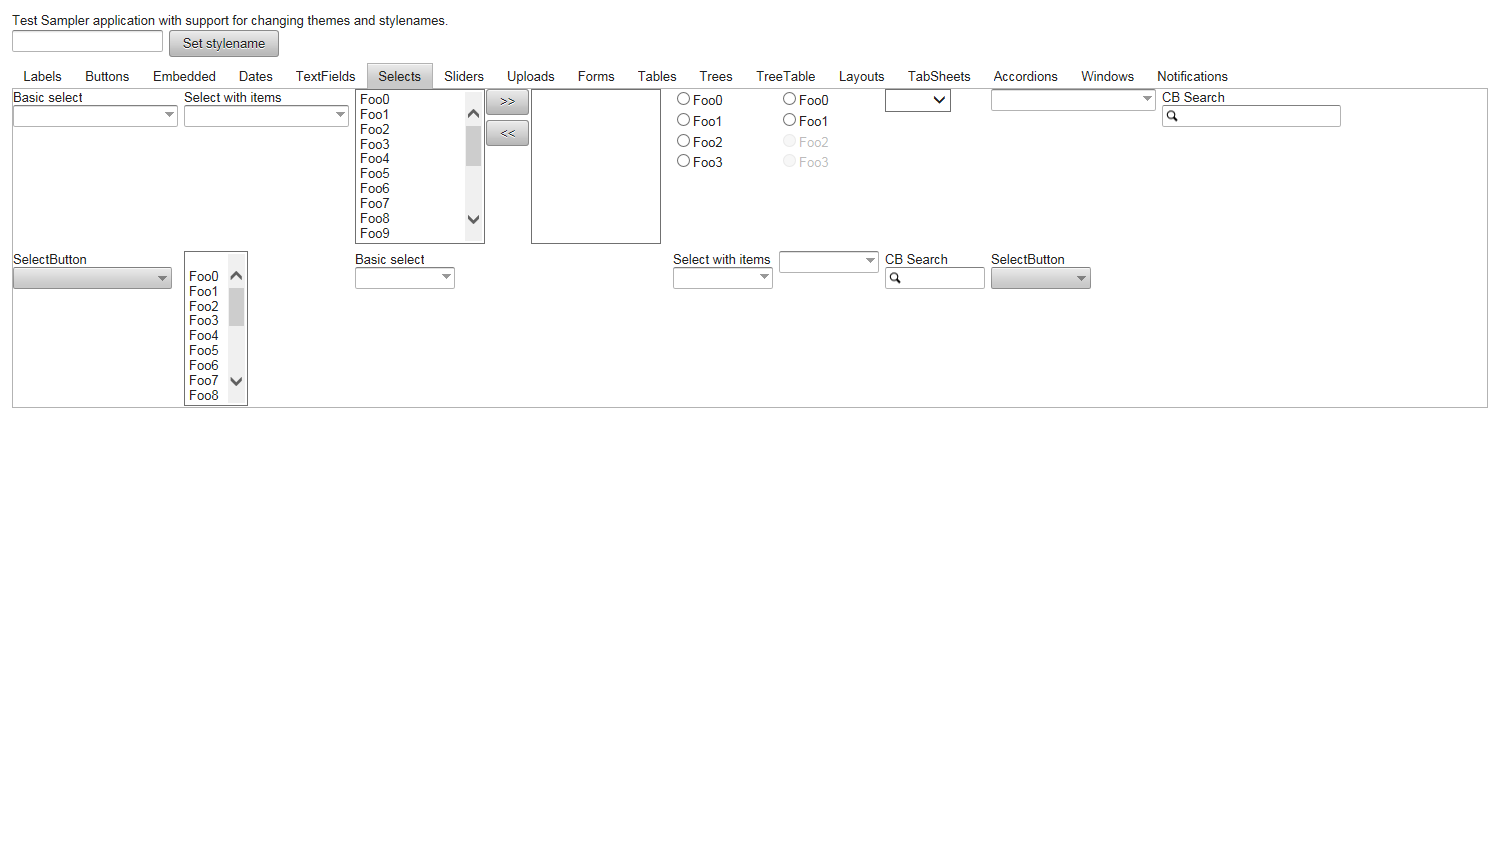 Test Sampler application with support for changing themes and stylenames.
Set stylename
Labels Buttons Embedded Dates TextFields Selects Sliders Uploads Forms Tables Trees TreeTable Layouts TabSheets Accordions Windows Notifications
Basic select
Select with items
Foo0
Foo1
Foo2
Foo3
Foo4
Foo5
Foo6
Foo7
Foo8
Foo9
>>
<<
Foo0
Foo1
Foo2
Foo3
Foo0
Foo1
Foo2
Foo3
CB Search
SelectButton
Foo0
Foo1
Foo2
Foo3
Foo4
Foo5
Foo6
Foo7
Foo8
Basic select
Select with items
CB Search
SelectButton